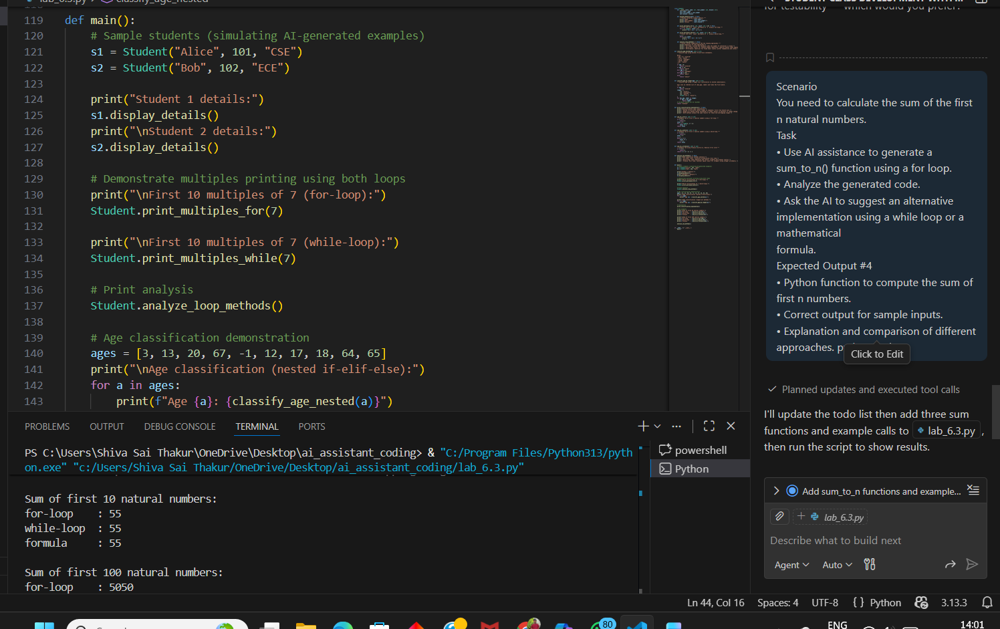 lab_6.3.py
classify_age_nested
119 def main():
120 # Sample students (simulating AI-generated examples)
121 s1 = Student("Alice", 101, "CSE")
122 s2 = Student("Bob", 102, "ECE")
123
124 print("Student 1 details:")
125 s1.display_details()
126 print("\nStudent 2 details:")
127 s2.display_details()
128
129 # Demonstrate multiples printing using both loops
130 print("\nFirst 10 multiples of 7 (for-loop):")
131 Student.print_multiples_for(7)
132
133 print("\nFirst 10 multiples of 7 (while-loop):")
134 Student.print_multiples_while(7)
135
136 # Print analysis
137 Student.analyze_loop_methods()
138
139 # Age classification demonstration
140 ages = [3, 13, 20, 67, -1, 12, 17, 18, 64, 65]
141 print("\nAge classification (nested if-elif-else):")
142 for a in ages:
143 print(f"Age {a}: {classify_age_nested(a)}")
PROBLEMS OUTPUT DEBUG CONSOLE TERMINAL PORTS
PS C:\Users\Shiva Sai Thakur\OneDrive\Desktop\ai_assistant_coding> & "C:/Program Files/Python313/pyth
on.exe" "c:/Users/Shiva Sai Thakur/OneDrive/Desktop/ai_assistant_coding/lab_6.3.py"
Sum of first 10 natural numbers:
for-loop : 55
while-loop : 55
formula : 55
Sum of first 100 natural numbers:
for-loop : 5050
powershell
Python
for testability — which would you prefer?
Scenario
You need to calculate the sum of the first
n natural numbers.
Task
• Use AI assistance to generate a
sum_to_n() function using a for loop.
• Analyze the generated code.
• Ask the AI to suggest an alternative
implementation using a while loop or a
mathematical
formula.
Expected Output #4
• Python function to compute the sum of
first n numbers.
• Correct output for sample inputs.
• Explanation and comparison of different
approaches.
Click to Edit
Planned updates and executed tool calls
I'll update the todo list then add three sum
functions and example calls to lab_6.3.py ,
then run the script to show results.
Add sum_to_n functions and example...
lab_6.3.py
Describe what to build next
Agent Auto
Ln 44, Col 16 Spaces: 4 UTF-8 {} Python 3.13.3
80
ENG
14:01